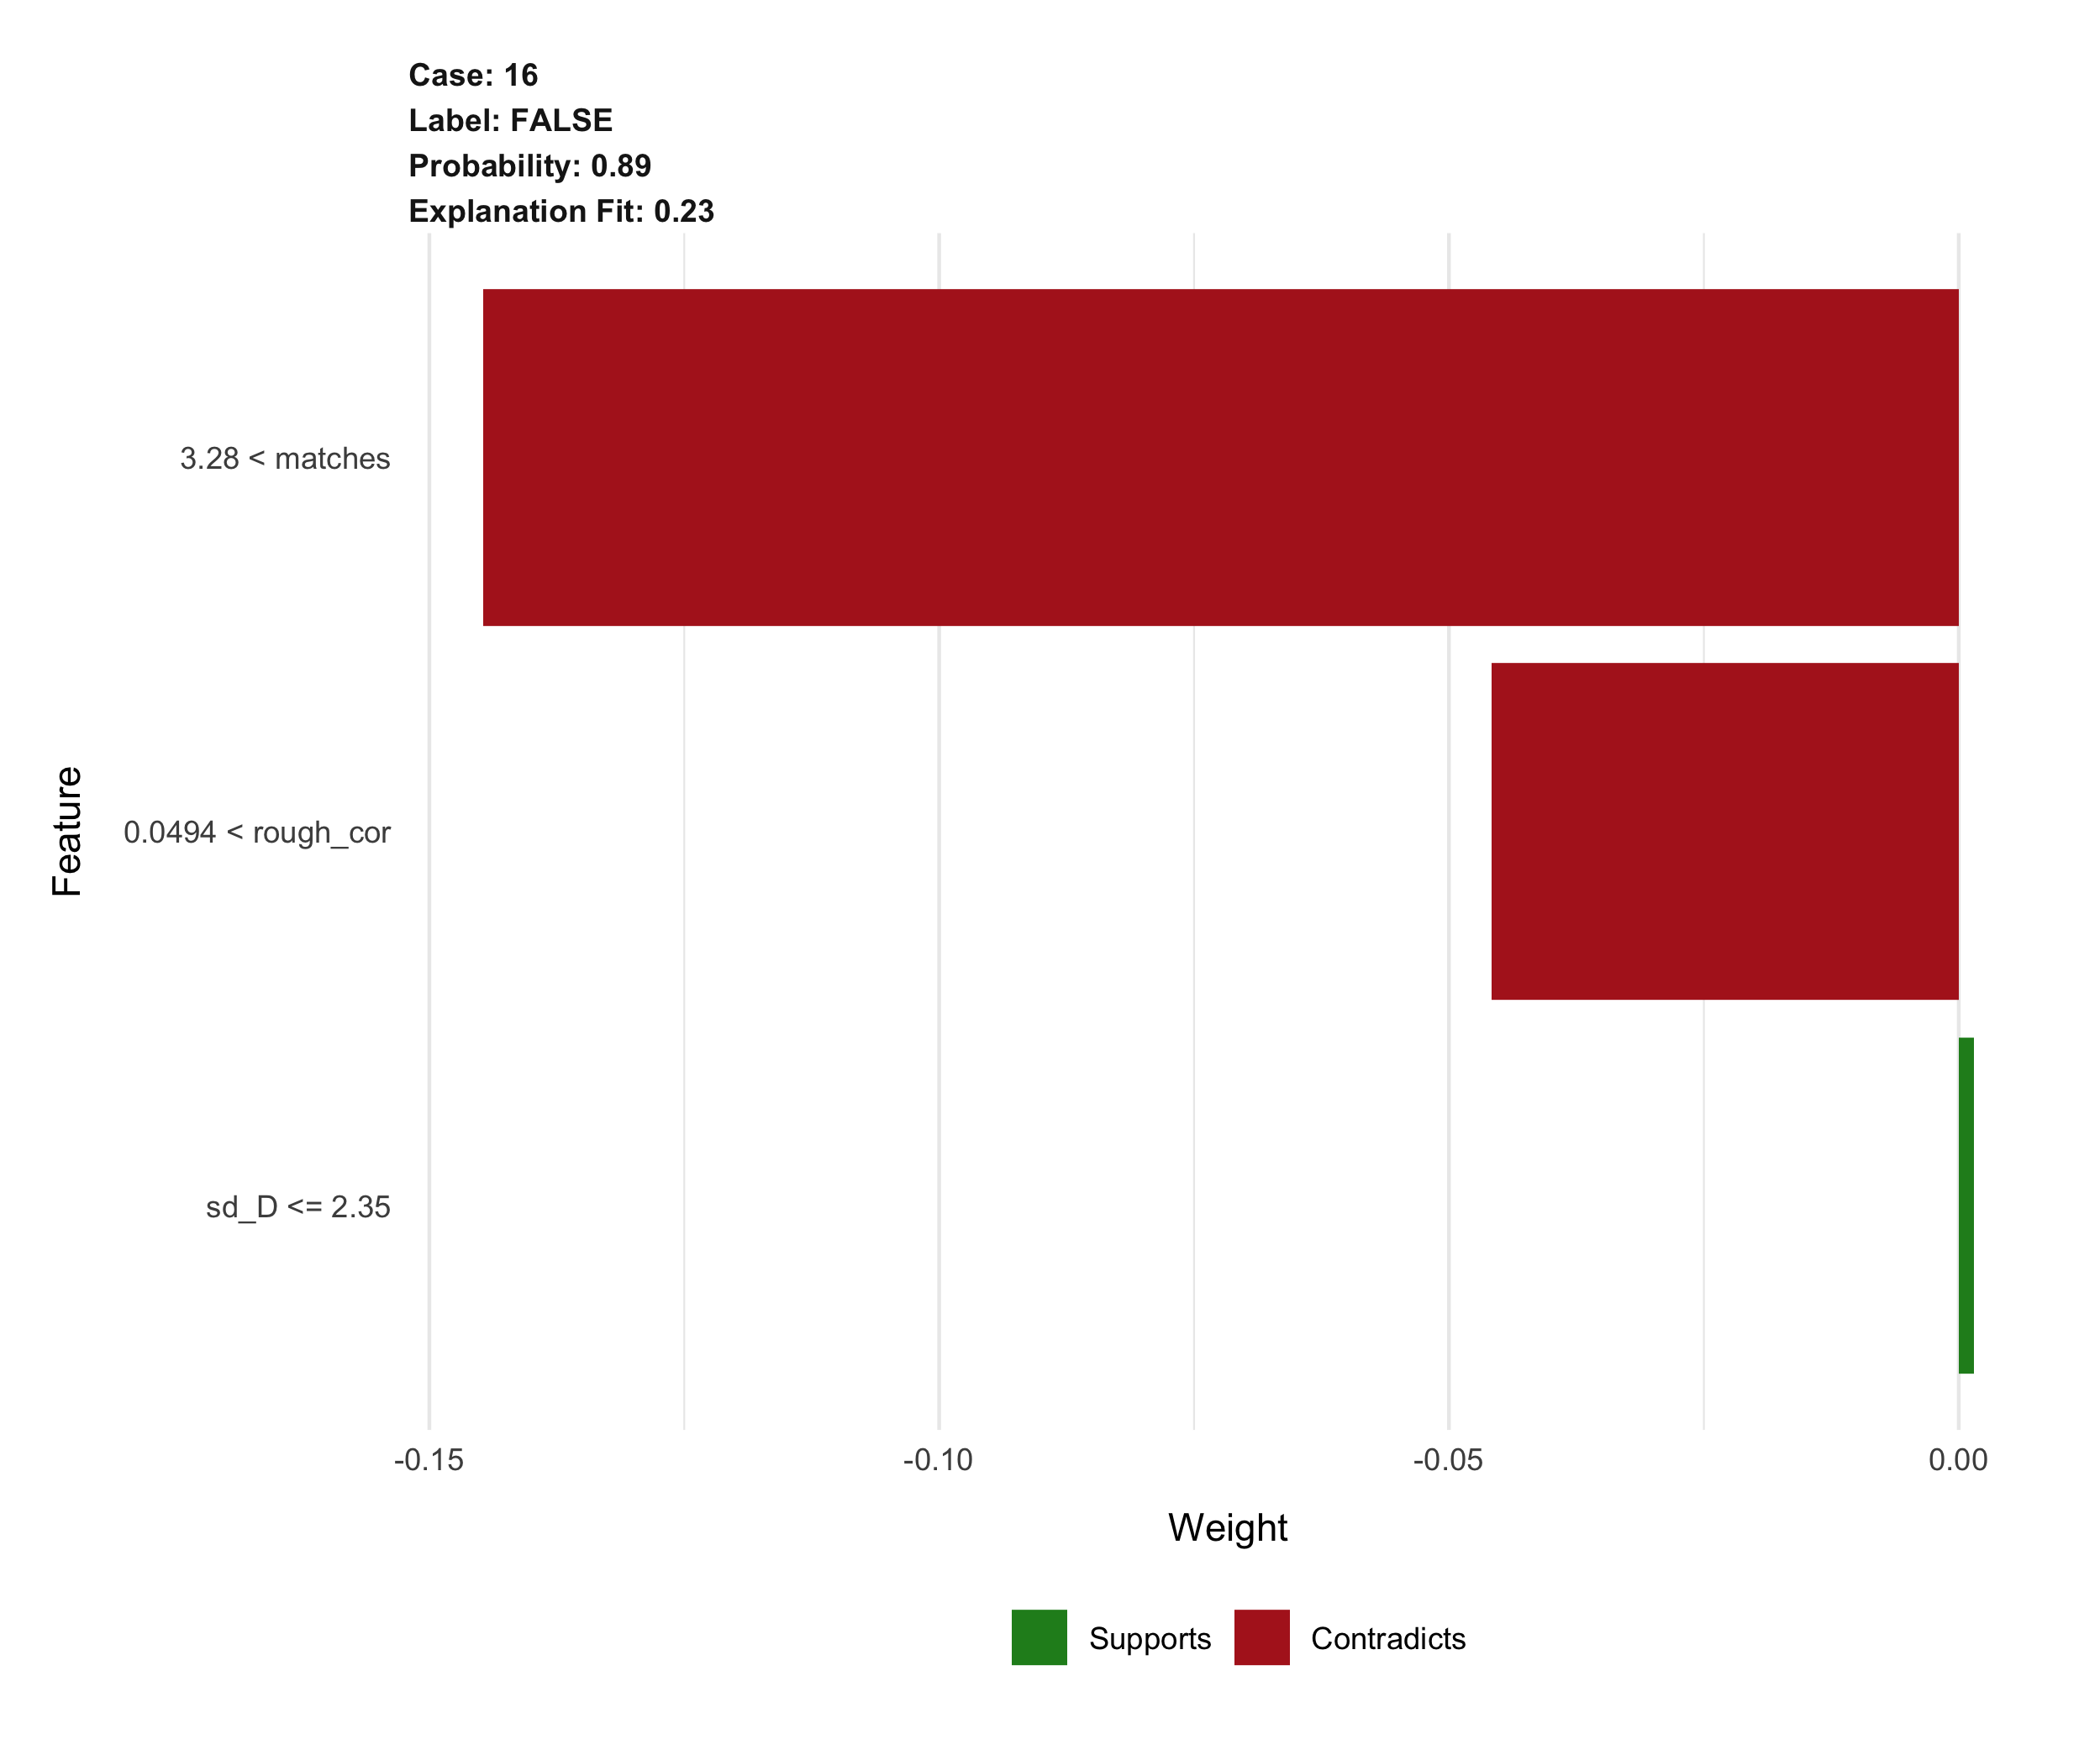 Case: 16
Label: FALSE
Probability: 0.89
Explanation Fit: 0.23
3.28 < matches
0.0494 < rough_cor
sd_D <= 2.35
Feature
-0.15
-0.10
-0.05
0.00
Weight
Supports
Contradicts